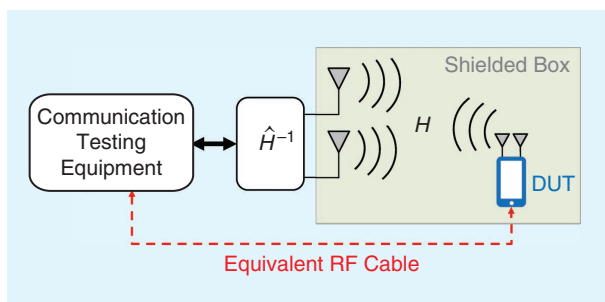 Shielded Box
Communication
Testing
Equipment
Ĥ⁻¹
H
DUT
Equivalent RF Cable